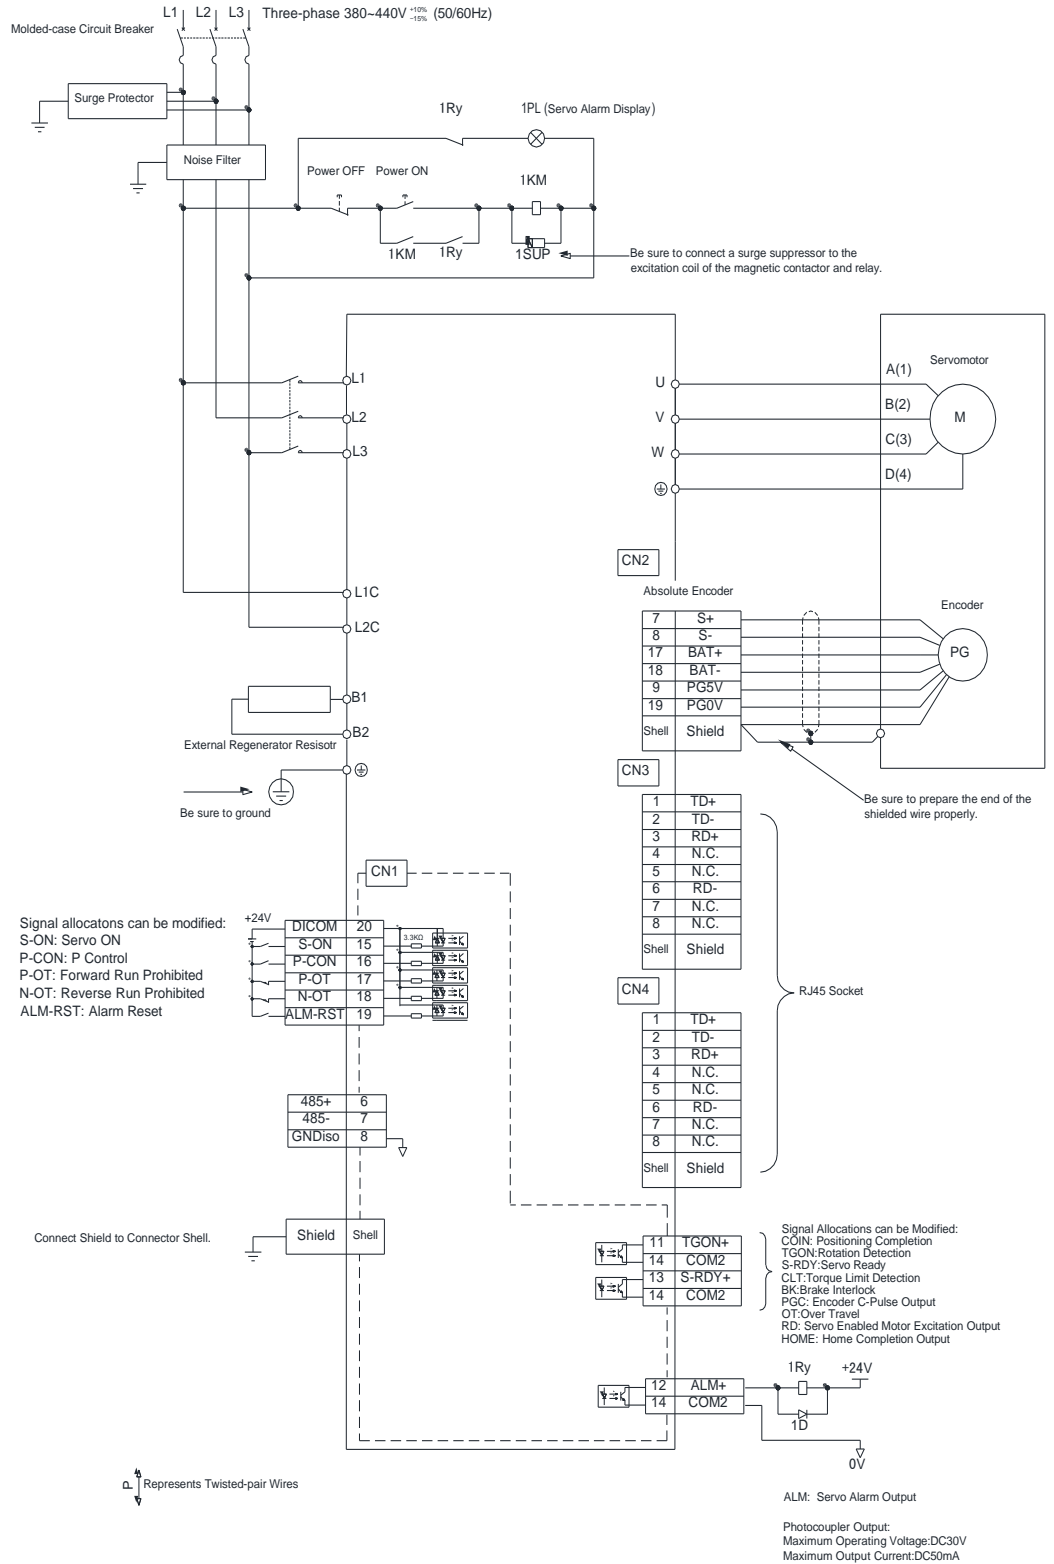 L1 L2 L3 Three-phase 380~440V +10% -15% (50/60Hz)
Molded-case Circuit Breaker
Surge Protector
1Ry 1PL (Servo Alarm Display)
Noise Filter
Power OFF Power ON
1KM
1KM 1Ry 1SUP
Be sure to connect a surge suppressor to the
excitation coil of the magnetic contactor and relay.
L1
L2
L3
U
V
W
A(1)
B(2)
C(3)
D(4)
Servomotor
M
L1C
L2C
B1
B2
External Regenerator Resisotr
Be sure to ground
CN2
Absolute Encoder
7 S+
8 S-
17 BAT+
18 BAT-
9 PG5V
19 PG0V
Shell Shield
Encoder
PG
Be sure to prepare the end of the
shielded wire properly.
CN3
1 TD+
2 TD-
3 RD+
4 N.C.
5 N.C.
6 RD-
7 N.C.
8 N.C.
Shell Shield
CN4
1 TD+
2 TD-
3 RD+
4 N.C.
5 N.C.
6 RD-
7 N.C.
8 N.C.
Shell Shield
RJ45 Socket
CN1
Signal allocatons can be modified:
S-ON: Servo ON
P-CON: P Control
P-OT: Forward Run Prohibited
N-OT: Reverse Run Prohibited
ALM-RST: Alarm Reset
+24V
DICOM 20
S-ON 15
P-CON 16
P-OT 17
N-OT 18
ALM-RST 19
3.3KΩ
485+ 6
485- 7
GNDiso 8
Connect Shield to Connector Shell.
Shield Shell
11 TGON+
14 COM2
13 S-RDY+
14 COM2
Signal Allocations can be Modified:
COIN: Positioning Completion
TGON:Rotation Detection
S-RDY:Servo Ready
CLT:Torque Limit Detection
BK:Brake Interlock
PGC: Encoder C-Pulse Output
OT:Over Travel
RD: Servo Enabled Motor Excitation Output
HOME: Home Completion Output
12 ALM+
14 COM2
1Ry +24V
1D
0V
P Represents Twisted-pair Wires
ALM: Servo Alarm Output
Photocoupler Output:
Maximum Operating Voltage:DC30V
Maximum Output Current:DC50mA